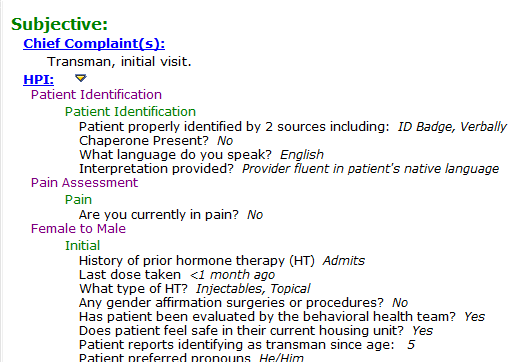 Subjective:
Chief Complaint(s):
Transman, initial visit.
HPI:
Patient Identification
Patient Identification
Patient properly identified by 2 sources including: ID Badge, Verbally
Chaperone Present? No
What language do you speak? English
Interpretation provided? Provider fluent in patient's native language
Pain Assessment
Pain
Are you currently in pain? No
Female to Male
Initial
History of prior hormone therapy (HT) Admits
Last dose taken <1 month ago
What type of HT? Injectables, Topical
Any gender affirmation surgeries or procedures? No
Has patient been evaluated by the behavioral health team? Yes
Does patient feel safe in their current housing unit? Yes
Patient reports identifying as transman since age: 5
Patient preferred pronouns He/Him